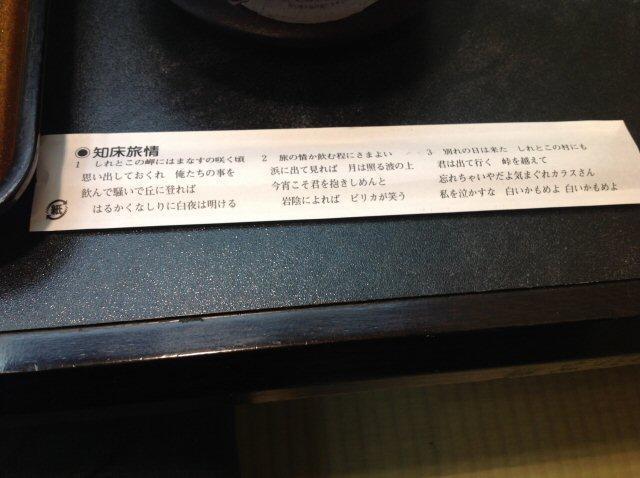 ◉知床旅情
1 しれとこの岬にはまなすの咲く頃
思い出しておくれ 俺たちの事を
飲んで騒いで丘に登れば
はるかくなしりに白夜は明ける
2 旅の情か飲む程にさまよい
浜に出て見れば 月は照る波の上
今宵こそ君を抱きしめんと
岩陰によれば ピリカが笑う
3 別れの日は来た しれとこの村にも
君は出て行く 峠を越えて
忘れちゃいやだよ気まぐれカラスさん
私を泣かすな 白いかもめよ 白いかもめよ
紙